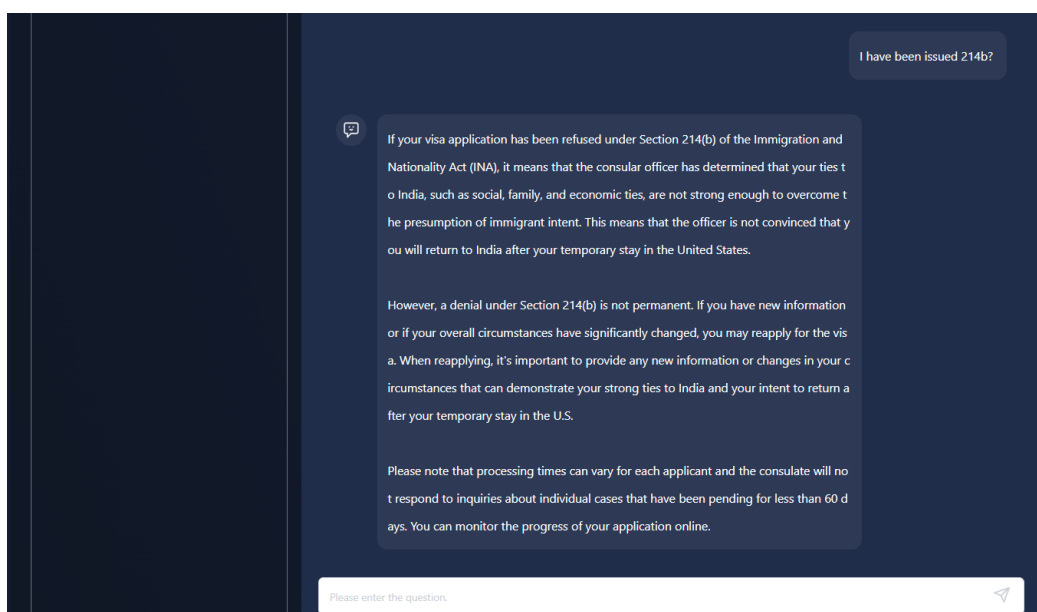 I have been issued 214b?
If your visa application has been refused under Section 214(b) of the Immigration and
Nationality Act (INA), it means that the consular officer has determined that your ties t
o India, such as social, family, and economic ties, are not strong enough to overcome t
he presumption of immigrant intent. This means that the officer is not convinced that y
ou will return to India after your temporary stay in the United States.
However, a denial under Section 214(b) is not permanent. If you have new information
or if your overall circumstances have significantly changed, you may reapply for the vis
a. When reapplying, it's important to provide any new information or changes in your c
ircumstances that can demonstrate your strong ties to India and your intent to return a
fter your temporary stay in the U.S.
Please note that processing times can vary for each applicant and the consulate will no
t respond to inquiries about individual cases that have been pending for less than 60 d
ays. You can monitor the progress of your application online.
Please enter the question.